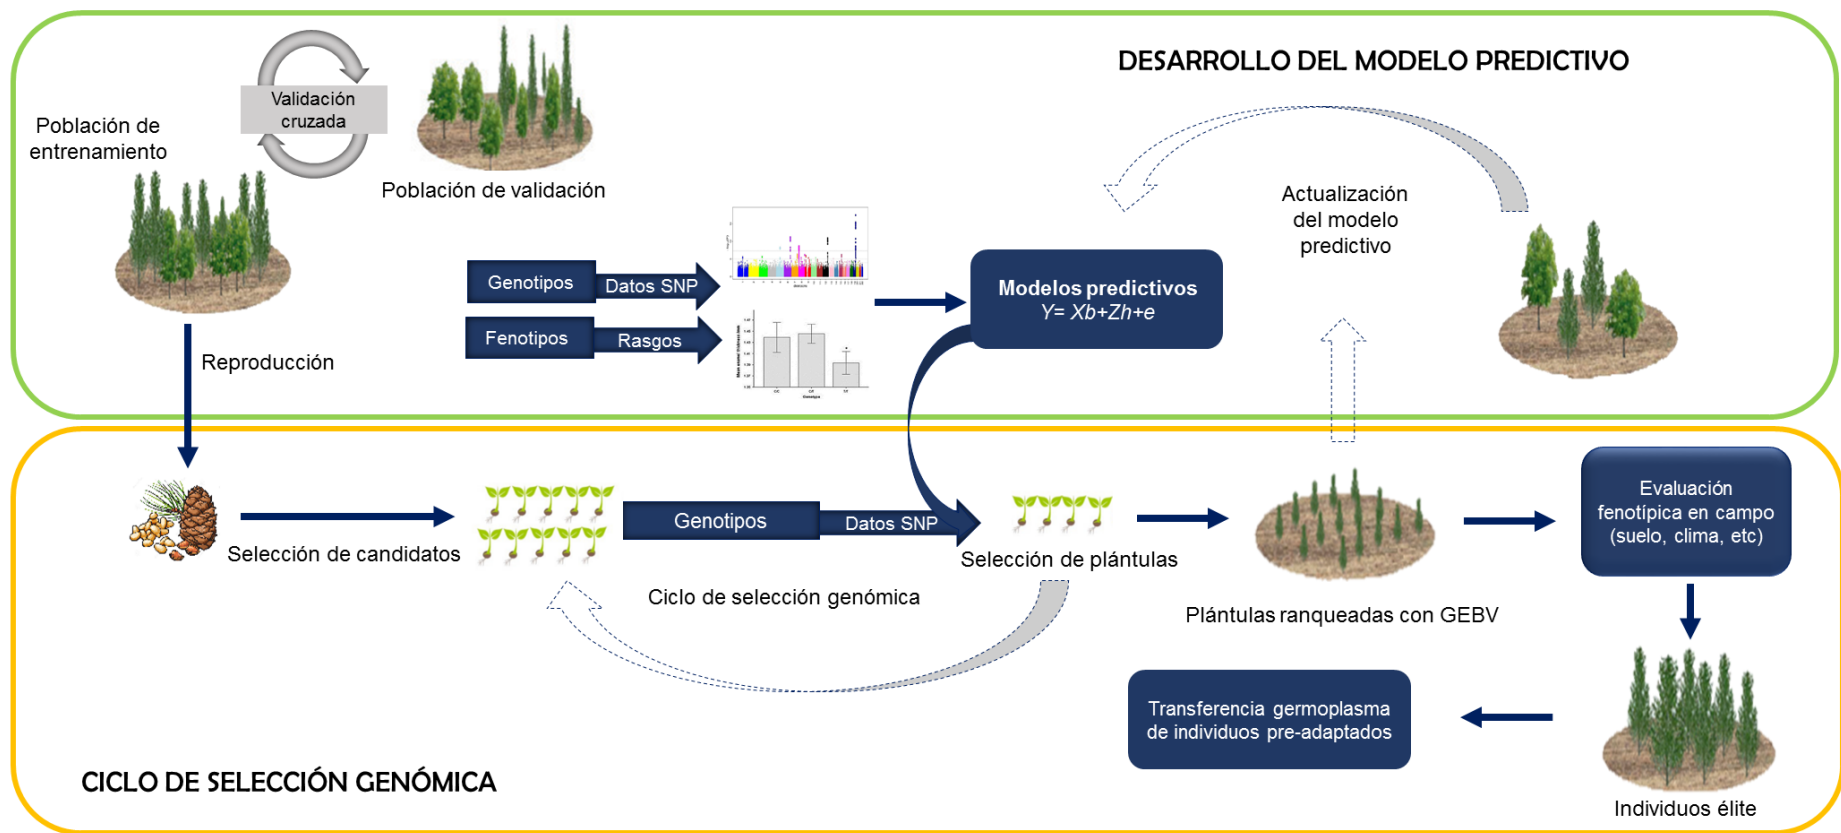 DESARROLLO DEL MODELO PREDICTIVO
Validación
cruzada
Población de
entrenamiento
Población de validación
Actualización
del modelo
predictivo
Genotipos
Datos SNP
Fenotipos
Rasgos
Modelos predictivos
Y= Xb+Zh+e
Reproducción
Evaluación
fenotípica en campo
(suelo, clima, etc)
Selección de candidatos
Genotipos
Datos SNP
Selección de plántulas
Ciclo de selección genómica
Plántulas ranqueadas con GEBV
Transferencia germoplasma
de individuos pre-adaptados
CICLO DE SELECCIÓN GENÓMICA
Individuos élite